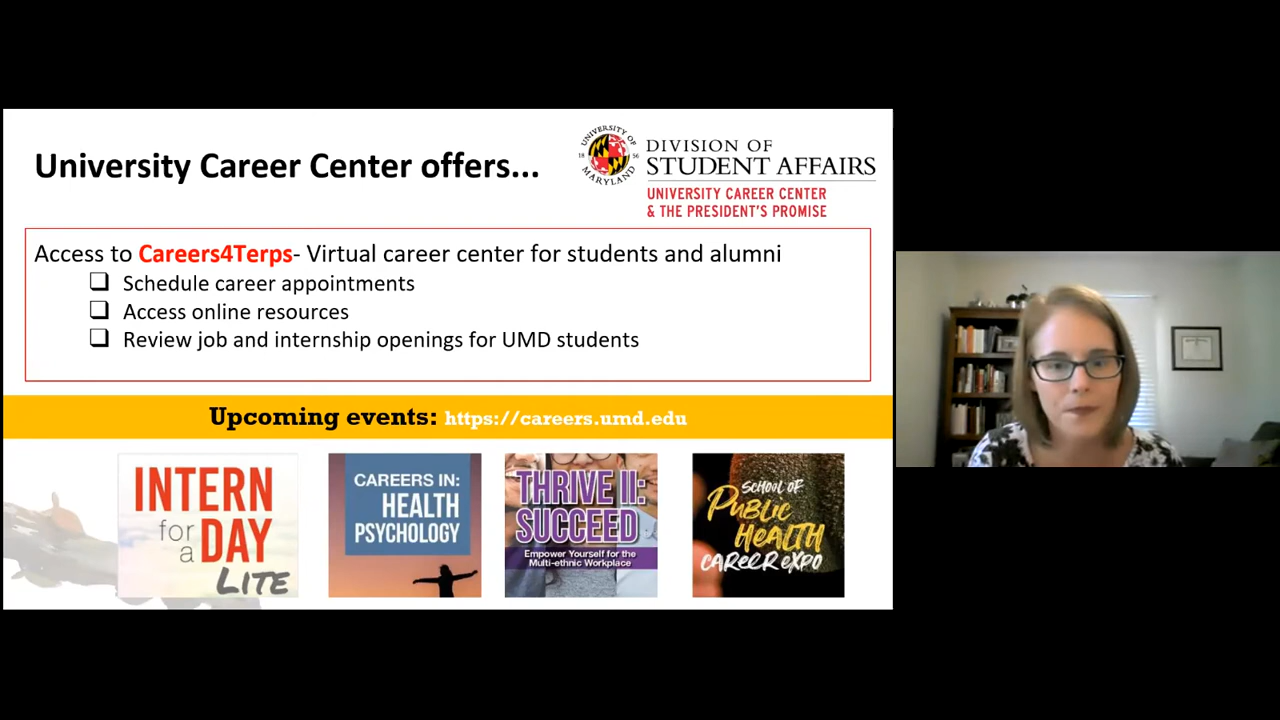 University Career Center offers...
UNIVERSITY OF
18 56
MARYLAND
DIVISION OF
STUDENT AFFAIRS
UNIVERSITY CAREER CENTER
& THE PRESIDENT'S PROMISE
Access to Careers4Terps- Virtual career center for students and alumni
❑ Schedule career appointments
❑ Access online resources
❑ Review job and internship openings for UMD students
Upcoming events: https://careers.umd.edu
INTERN
for
a DAY
LITE
CAREERS IN:
HEALTH
PSYCHOLOGY
THRIVE II:
SUCCEED
Empower Yourself for the
Multi-ethnic Workplace
SCHOOL OF
PUBLIC
HEALTH
CAREER EXPO